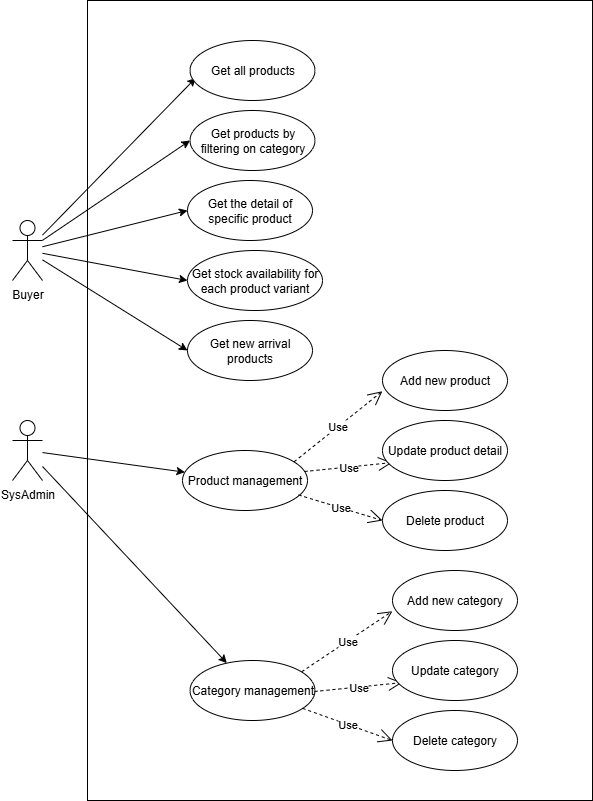 Get all products
Get products by
filtering on category
Get the detail of
specific product
Buyer
Get stock availability for
each product variant
Get new arrival
products
Add new product
Use
Update product detail
Use
SysAdmin
Product management
Use
Delete product
Add new category
Use
Update category
Use
Category management
Use
Delete category